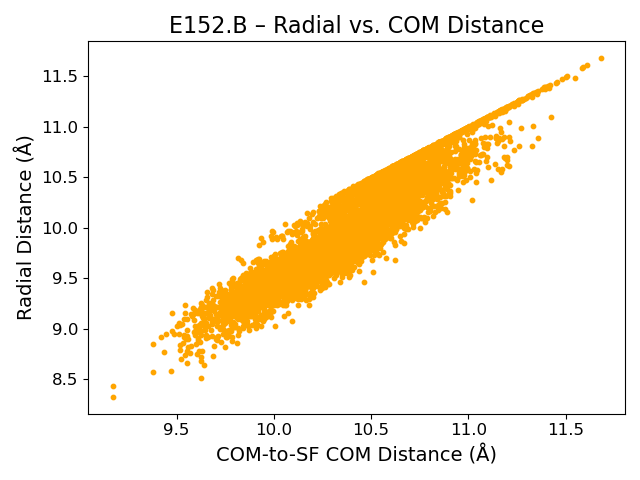 E152.B – Radial vs. COM Distance
Radial Distance (Å)
11.5
11.0
10.5
10.0
9.5
9.0
8.5
9.5 10.0 10.5 11.0 11.5
COM-to-SF COM Distance (Å)